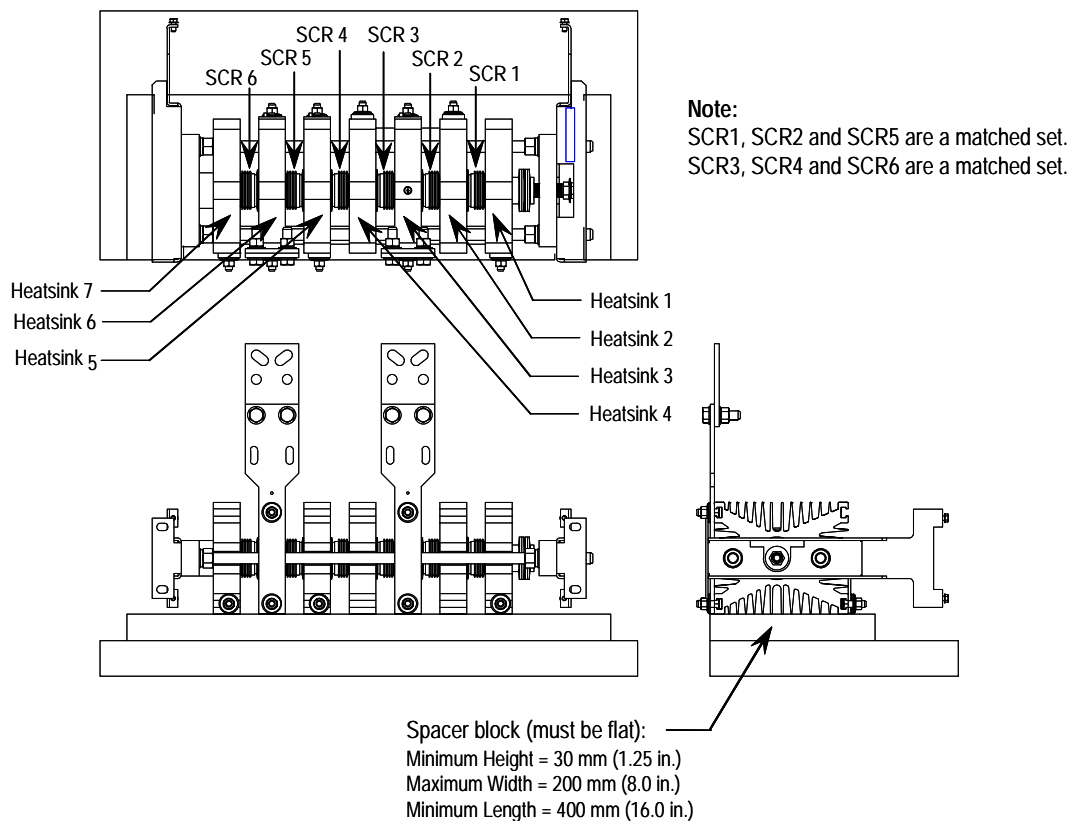 SCR 4
SCR 3
SCR 5
SCR 2
SCR 6
SCR 1
Note:
SCR1, SCR2 and SCR5 are a matched set.
SCR3, SCR4 and SCR6 are a matched set.
Heatsink 7
Heatsink 6
Heatsink 5
Heatsink 1
Heatsink 2
Heatsink 3
Heatsink 4
Spacer block (must be flat):
Minimum Height = 30 mm (1.25 in.)
Maximum Width = 200 mm (8.0 in.)
Minimum Length = 400 mm (16.0 in.)